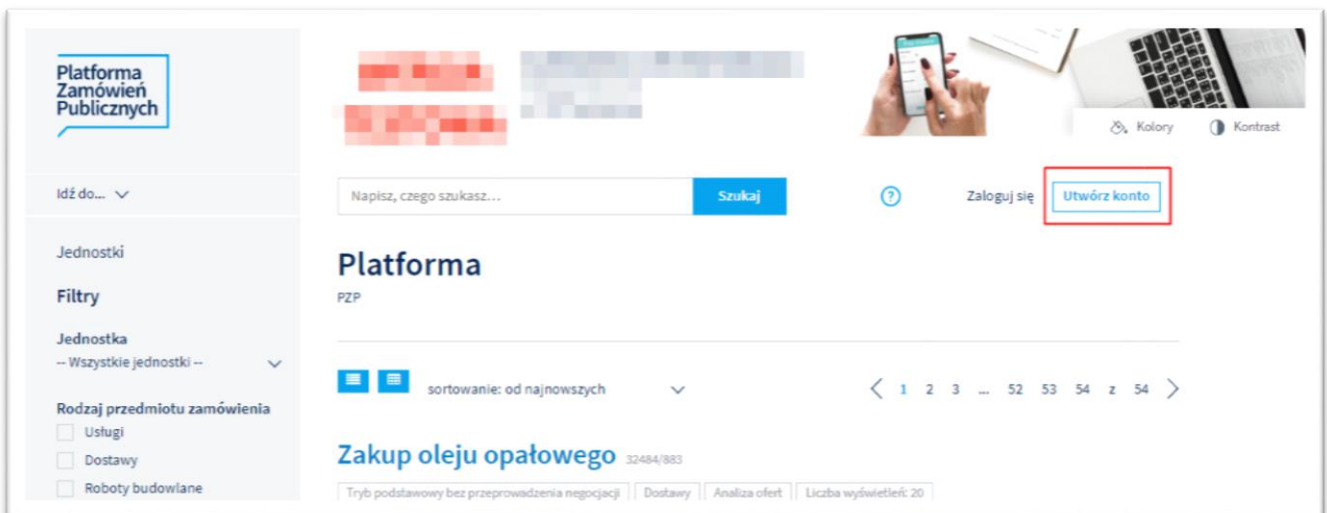 Platforma
Zamówień
Publicznych
Kolory
Kontrast
Idź do...
Napisz, czego szukasz...
Szukaj
?
Zaloguj się
Utwórz konto
Jednostki
Filtry
Jednostka
-- Wszystkie jednostki --
Rodzaj przedmiotu zamówienia
Usługi
Dostawy
Roboty budowlane
Platforma
PZP
sortowanie: od najnowszych
1 2 3 ... 52 53 54 z 54
Zakup oleju opałowego 32484/883
Tryb podstawowy bez przeprowadzenia negocjacji Dostawy Analiza ofert Liczba wyświetleń: 20